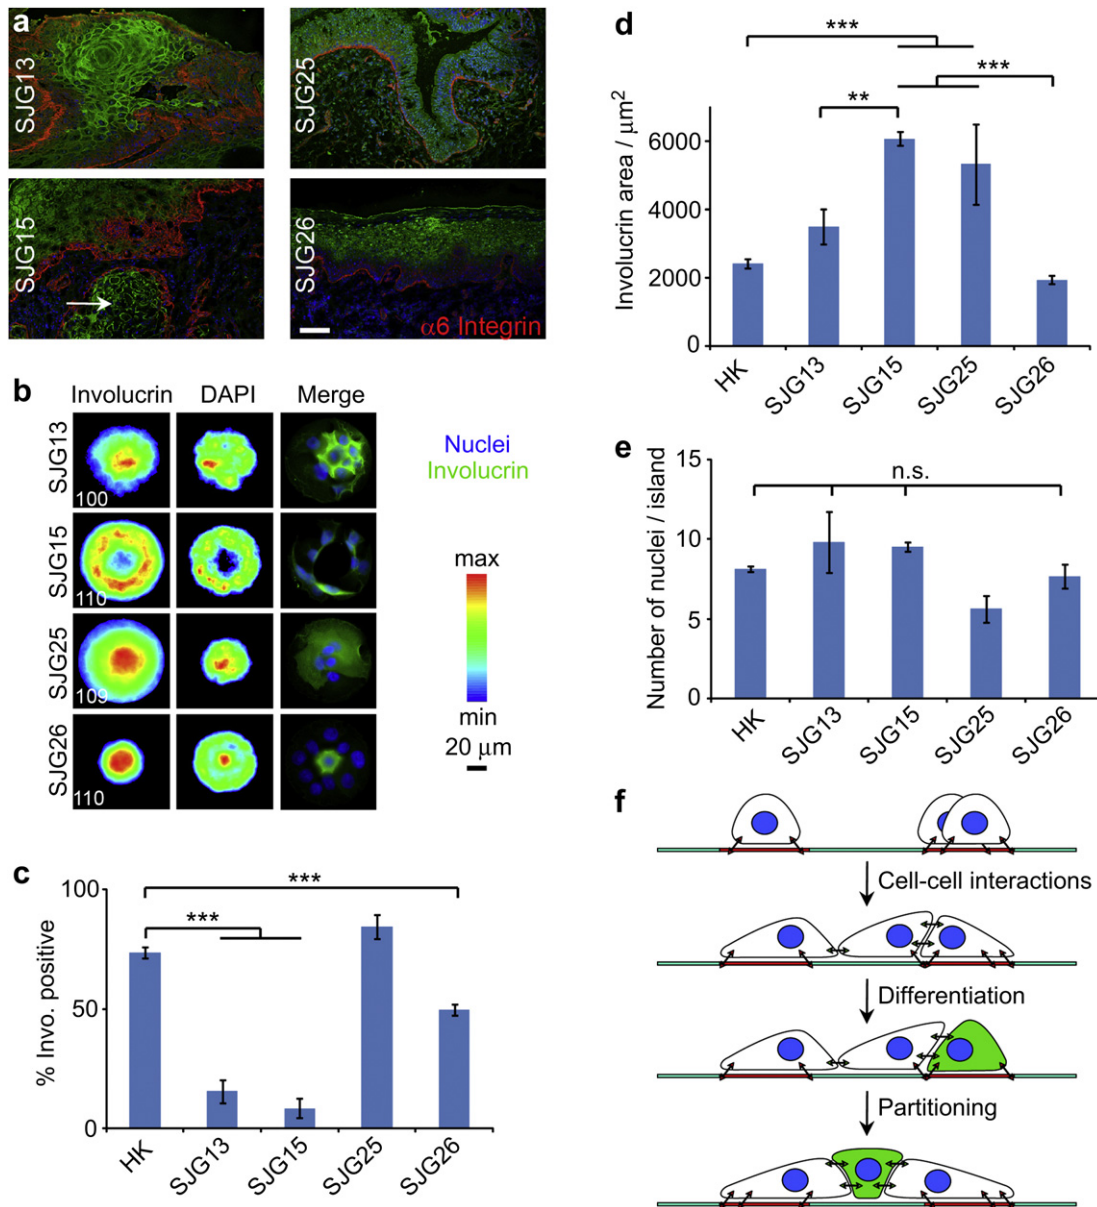 a
SJG13
SJG25
SJG15
SJG26
α6 Integrin
b
Involucrin DAPI Merge
SJG13
100
SJG15
110
SJG25
109
SJG26
110
Nuclei
Involucrin
max
min
20 μm
c
% Invo. positive
100
50
0
***
***
HK SJG13 SJG15 SJG25 SJG26
d
Involucrin area / μm²
6000
4000
2000
0
***
***
**
HK SJG13 SJG15 SJG25 SJG26
e
Number of nuclei / island
15
10
5
0
n.s.
HK SJG13 SJG15 SJG25 SJG26
f
Cell-cell interactions
Differentiation
Partitioning